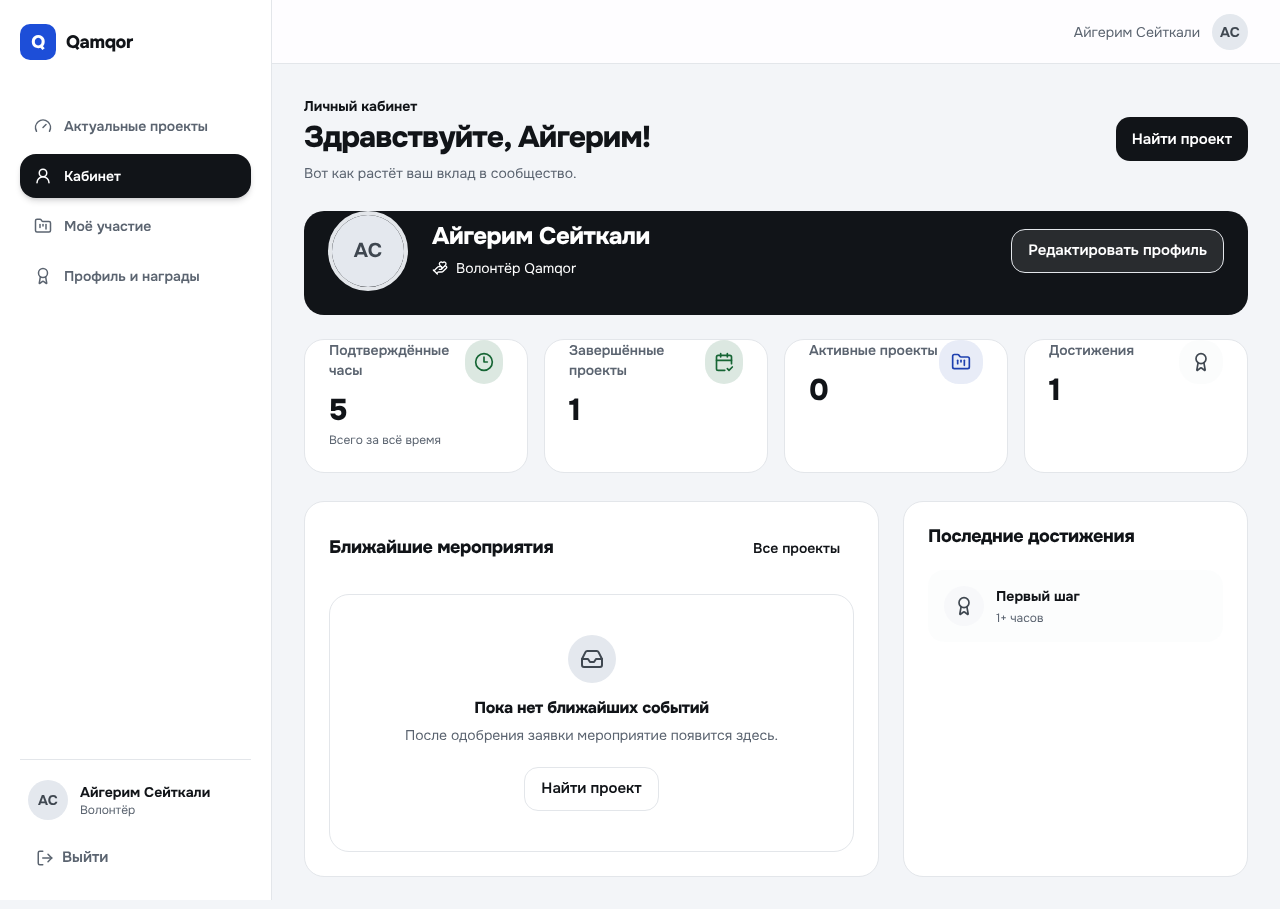 Q Qamqor
Айгерим Сейткали АС
Актуальные проекты
Кабинет
Моё участие
Профиль и награды
Личный кабинет
Здравствуйте, Айгерим!
Вот как растёт ваш вклад в сообщество.
Найти проект
АС
Айгерим Сейткали
Волонтёр Qamqor
Редактировать профиль
Подтверждённые
часы
5
Всего за всё время
Завершённые
проекты
1
Активные проекты
0
Достижения
1
Ближайшие мероприятия
Все проекты
Пока нет ближайших событий
После одобрения заявки мероприятие появится здесь.
Найти проект
Последние достижения
Первый шаг
1+ часов
АС
Айгерим Сейткали
Волонтёр
Выйти